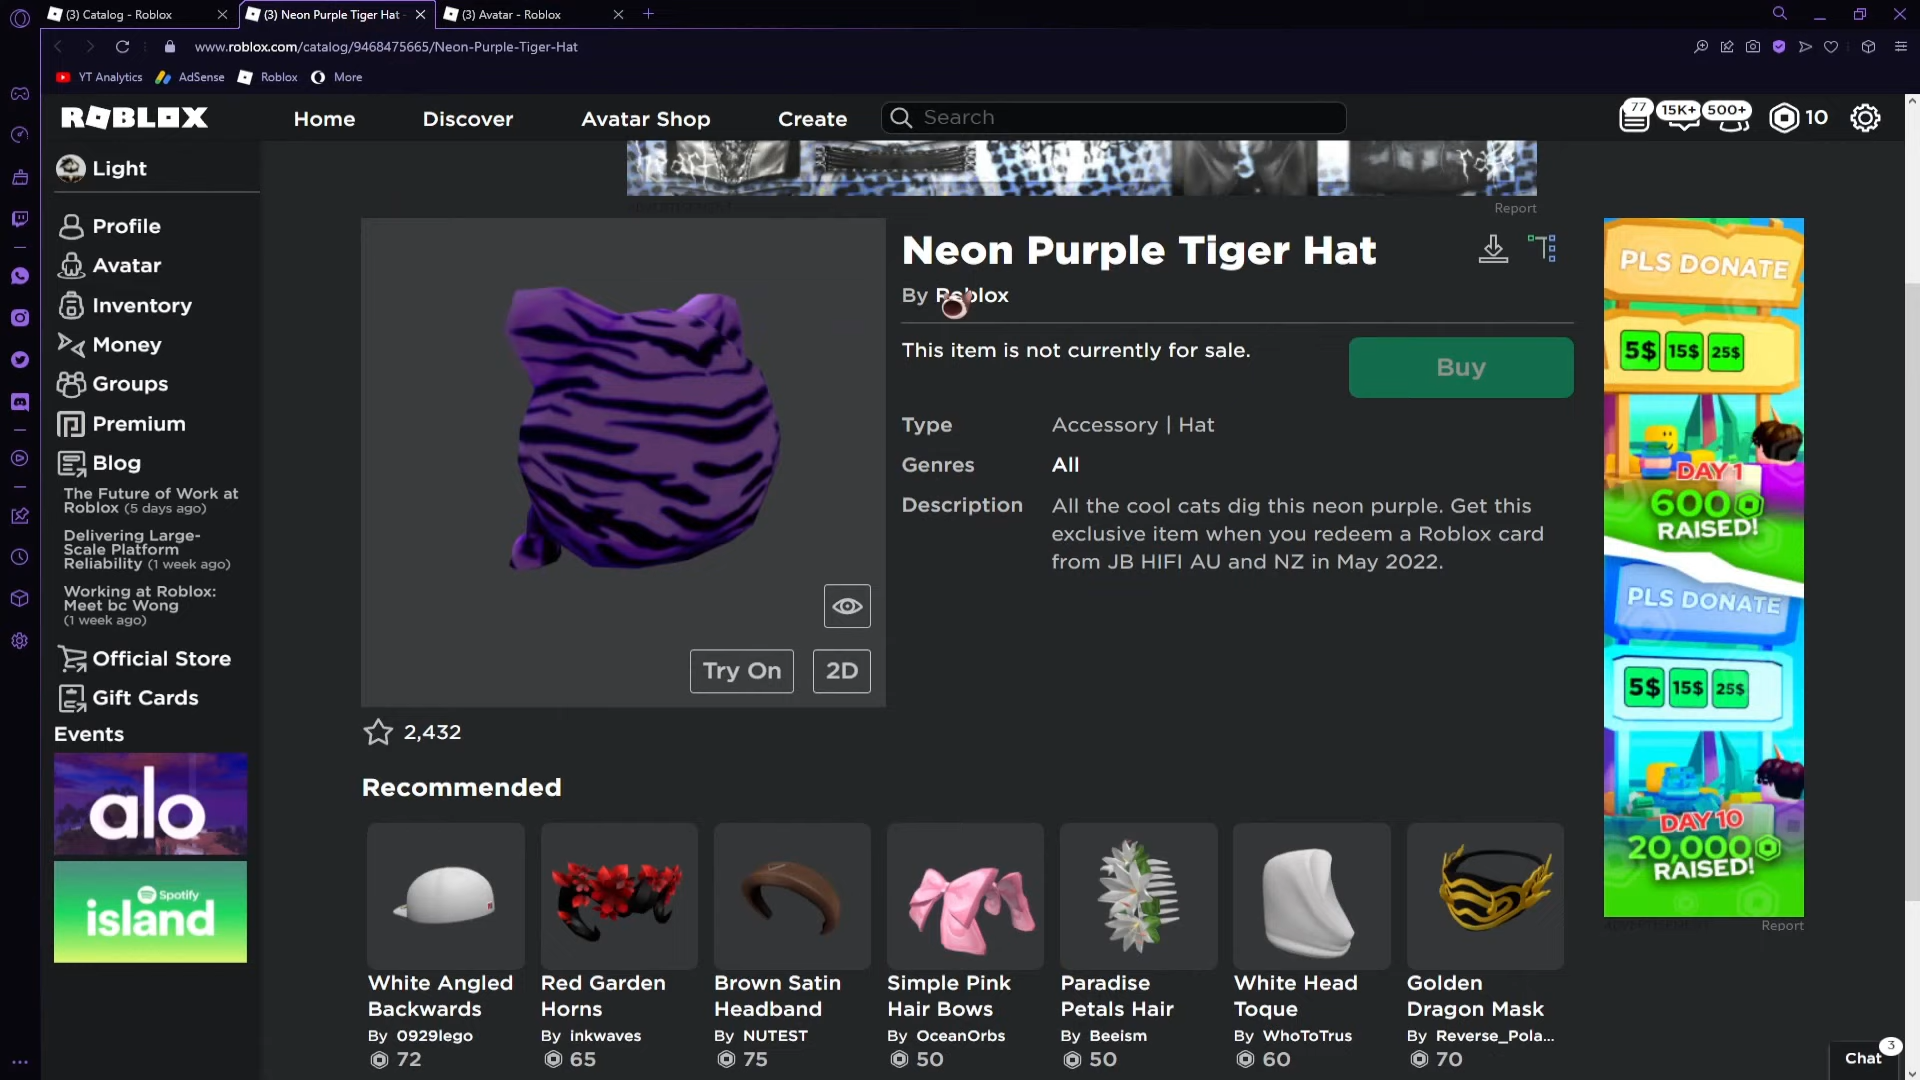 (3) Catalog - Roblox
(3) Neon Purple Tiger Hat -
(3) Avatar - Roblox
www.roblox.com/catalog/9468475665/Neon-Purple-Tiger-Hat
YT Analytics
AdSense
Roblox
More
ROBLOX
Home
Discover
Avatar Shop
Create
Search
77
15K+
500+
10
Light
Profile
Avatar
Inventory
Money
Groups
Premium
Blog
The Future of Work at
Roblox (5 days ago)
Delivering Large-
Scale Platform
Reliability (1 week ago)
Working at Roblox:
Meet bc Wong
(1 week ago)
Official Store
Gift Cards
Events
alo
Spotify
island
Report
Neon Purple Tiger Hat
By Roblox
This item is not currently for sale.
Buy
Type
Accessory | Hat
Genres
All
Description
All the cool cats dig this neon purple. Get this
exclusive item when you redeem a Roblox card
from JB HIFI AU and NZ in May 2022.
Try On
2D
2,432
PLS DONATE
5$ 15$ 25$
DAY 1
600
RAISED!
PLS DONATE
5$ 15$ 25$
DAY 10
20,000
RAISED!
ADVERTISEMENT
Report
Recommended
White Angled
Backwards
By 0929lego
72
Red Garden
Horns
By inkwaves
65
Brown Satin
Headband
By NUTEST
75
Simple Pink
Hair Bows
By OceanOrbs
50
Paradise
Petals Hair
By Beeism
50
White Head
Toque
By WhoToTrus
60
Golden
Dragon Mask
By Reverse_Pola...
70
Chat
3